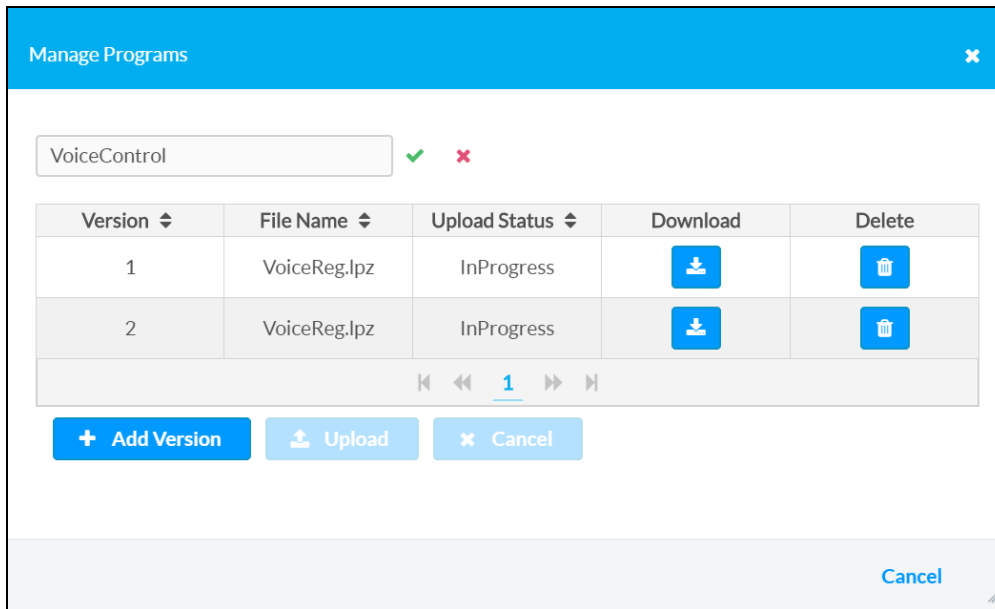 Manage Programs
VoiceControl
Version File Name Upload Status Download Delete
1 VoiceReg.lpz InProgress
2 VoiceReg.lpz InProgress
1
Add Version Upload Cancel
Cancel